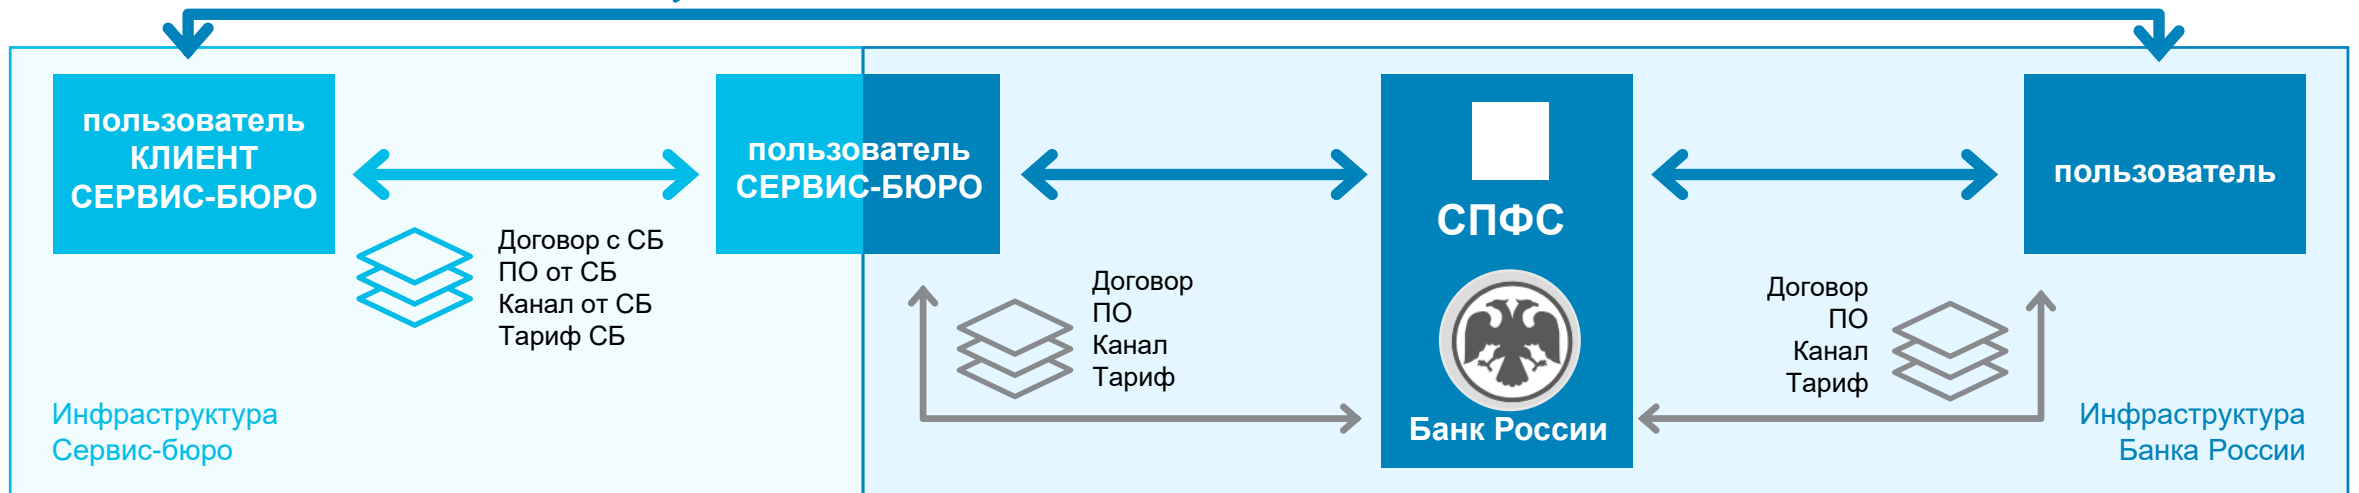 пользователь
КЛИЕНТ
СЕРВИС-БЮРО
Договор с СБ
ПО от СБ
Канал от СБ
Тариф СБ
Инфраструктура
Сервис-бюро
пользователь
СЕРВИС-БЮРО
Договор
ПО
Канал
Тариф
СПФС
Банк России
Договор
ПО
Канал
Тариф
пользователь
Инфраструктура
Банка России